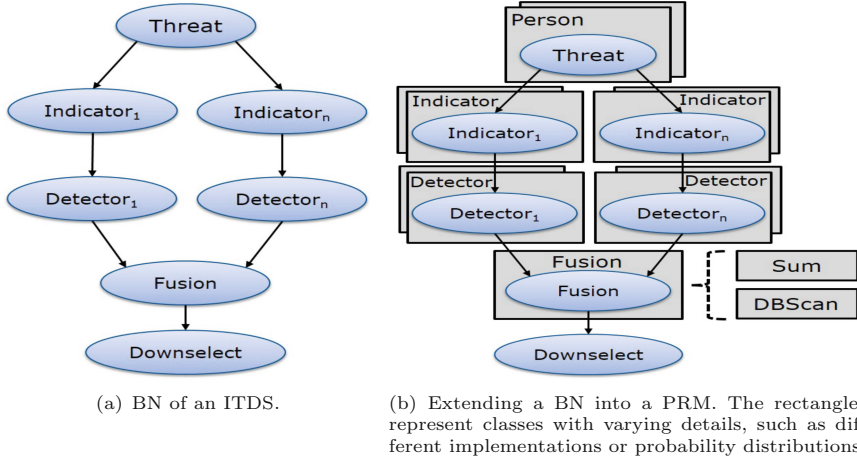 Threat
Indicator₁
Indicatorₙ
Detector₁
Detectorₙ
Fusion
Downselect
(a) BN of an ITDS.
Person
Threat
Indicator
Indicator
Indicator₁
Indicatorₙ
Detector
Detector
Detector₁
Detectorₙ
Fusion
Fusion
Sum
DBScan
Downselect
(b) Extending a BN into a PRM. The rectangle
represent classes with varying details, such as dif
ferent implementations or probability distributions